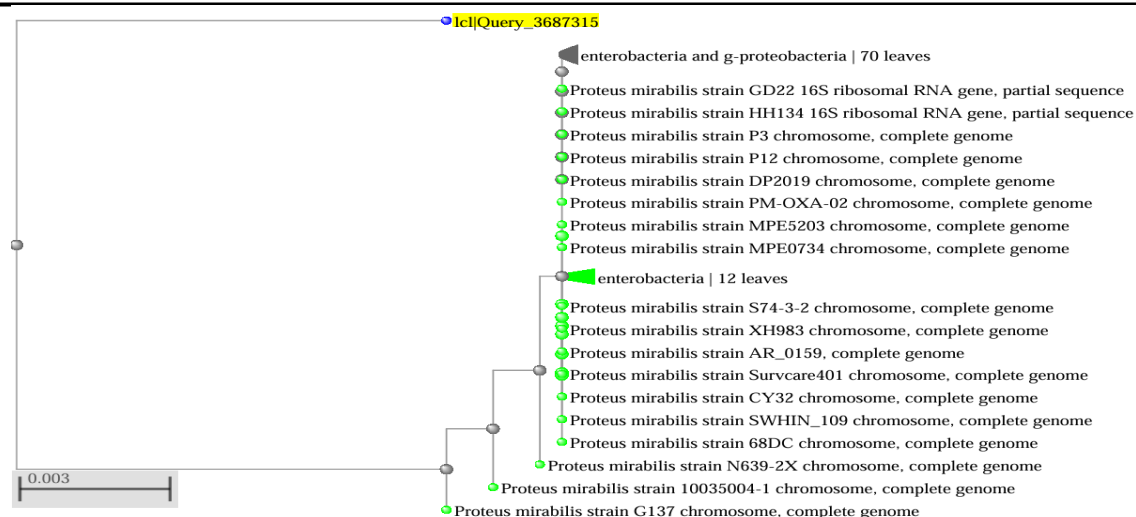 lcl|Query_3687315
enterobacteria and g-proteobacteria | 70 leaves
Proteus mirabilis strain GD22 16S ribosomal RNA gene, partial sequence
Proteus mirabilis strain HH134 16S ribosomal RNA gene, partial sequence
Proteus mirabilis strain P3 chromosome, complete genome
Proteus mirabilis strain P12 chromosome, complete genome
Proteus mirabilis strain DP2019 chromosome, complete genome
Proteus mirabilis strain PM-OXA-02 chromosome, complete genome
Proteus mirabilis strain MPE5203 chromosome, complete genome
Proteus mirabilis strain MPE0734 chromosome, complete genome
enterobacteria | 12 leaves
Proteus mirabilis strain S74-3-2 chromosome, complete genome
Proteus mirabilis strain XH983 chromosome, complete genome
Proteus mirabilis strain AR_0159, complete genome
Proteus mirabilis strain Survcare401 chromosome, complete genome
Proteus mirabilis strain CY32 chromosome, complete genome
Proteus mirabilis strain SWHIN_109 chromosome, complete genome
Proteus mirabilis strain 68DC chromosome, complete genome
Proteus mirabilis strain N639-2X chromosome, complete genome
Proteus mirabilis strain 10035004-1 chromosome, complete genome
Proteus mirabilis strain G137 chromosome, complete genome
0.003